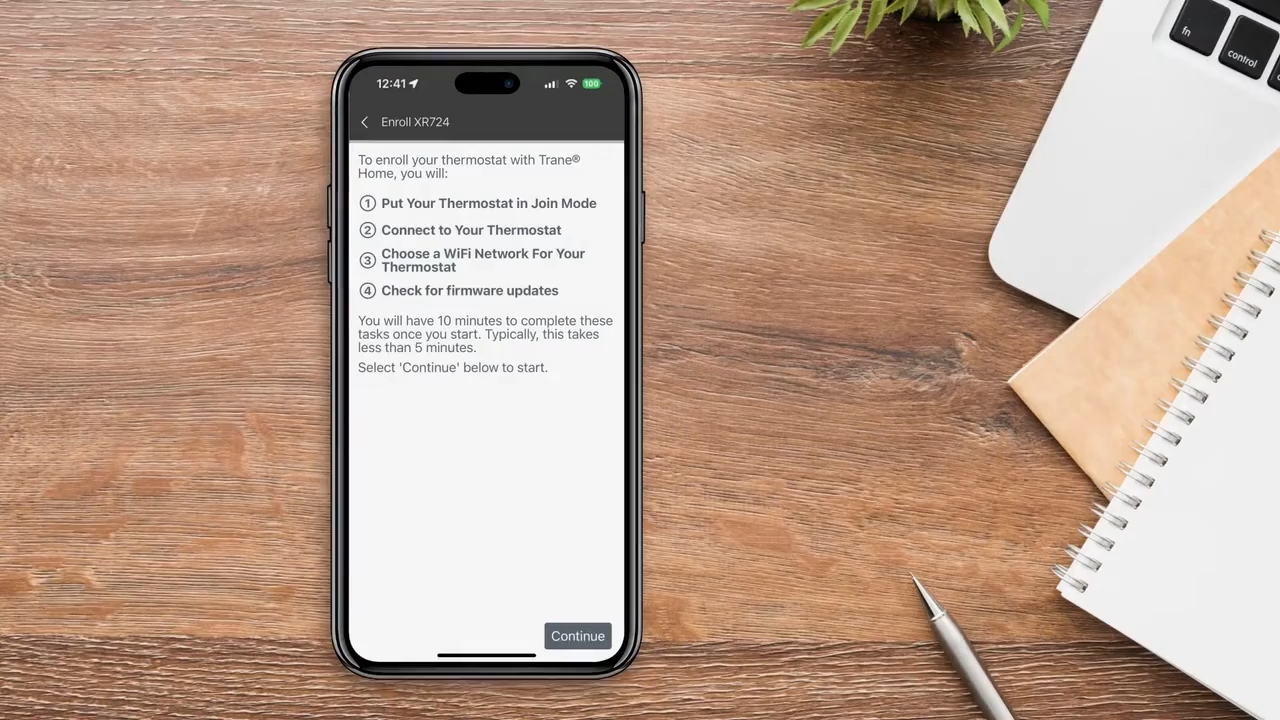 12:41
100
Enroll XR724
To enroll your thermostat with Trane®
Home, you will:
1 Put Your Thermostat in Join Mode
2 Connect to Your Thermostat
3 Choose a WiFi Network For Your
Thermostat
4 Check for firmware updates
You will have 10 minutes to complete these
tasks once you start. Typically, this takes
less than 5 minutes.
Select 'Continue' below to start.
Continue
fn
control